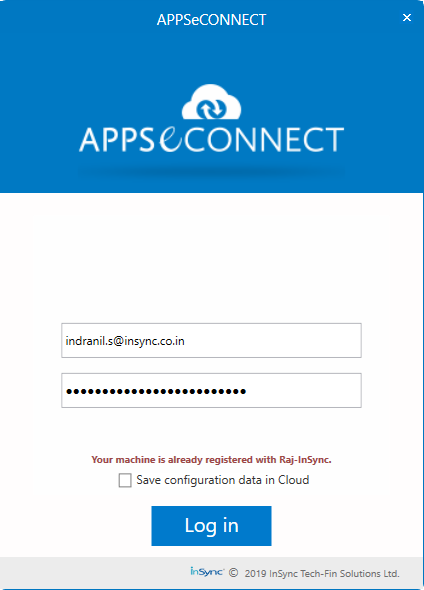 APPSeCONNECT
×
APPSeCONNECT
indranil.s@insync.co.in
•••••••••••••••••••••••••
Your machine is already registered with Raj-InSync.
Save configuration data in Cloud
Log in
inSync © 2019 InSync Tech-Fin Solutions Ltd.